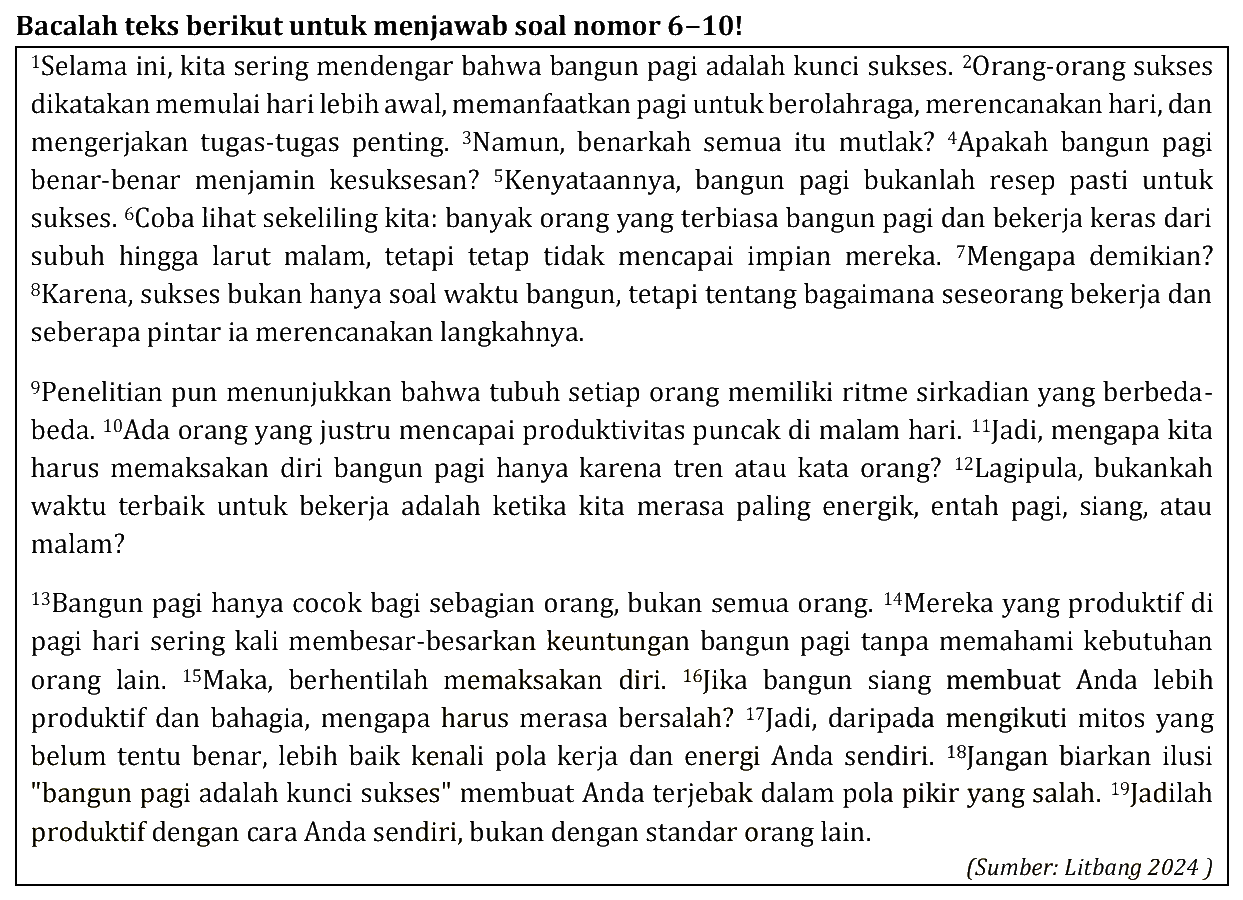 Bacalah teks berikut untuk menjawab soal nomor 6–10!
¹Selama ini, kita sering mendengar bahwa bangun pagi adalah kunci sukses. ²Orang-orang sukses
dikatakan memulai hari lebih awal, memanfaatkan pagi untuk berolahraga, merencanakan hari, dan
mengerjakan tugas-tugas penting. ³Namun, benarkah semua itu mutlak? ⁴Apakah bangun pagi
benar-benar menjamin kesuksesan? ⁵Kenyataannya, bangun pagi bukanlah resep pasti untuk
sukses. ⁶Coba lihat sekeliling kita: banyak orang yang terbiasa bangun pagi dan bekerja keras dari
subuh hingga larut malam, tetapi tetap tidak mencapai impian mereka. ⁷Mengapa demikian?
⁸Karena, sukses bukan hanya soal waktu bangun, tetapi tentang bagaimana seseorang bekerja dan
seberapa pintar ia merencanakan langkahnya.
⁹Penelitian pun menunjukkan bahwa tubuh setiap orang memiliki ritme sirkadian yang berbeda-
beda. ¹⁰Ada orang yang justru mencapai produktivitas puncak di malam hari. ¹¹Jadi, mengapa kita
harus memaksakan diri bangun pagi hanya karena tren atau kata orang? ¹²Lagipula, bukankah
waktu terbaik untuk bekerja adalah ketika kita merasa paling energik, entah pagi, siang, atau
malam?
¹³Bangun pagi hanya cocok bagi sebagian orang, bukan semua orang. ¹⁴Mereka yang produktif di
pagi hari sering kali membesar-besarkan keuntungan bangun pagi tanpa memahami kebutuhan
orang lain. ¹⁵Maka, berhentilah memaksakan diri. ¹⁶Jika bangun siang membuat Anda lebih
produktif dan bahagia, mengapa harus merasa bersalah? ¹⁷Jadi, daripada mengikuti mitos yang
belum tentu benar, lebih baik kenali pola kerja dan energi Anda sendiri. ¹⁸Jangan biarkan ilusi
"bangun pagi adalah kunci sukses" membuat Anda terjebak dalam pola pikir yang salah. ¹⁹Jadilah
produktif dengan cara Anda sendiri, bukan dengan standar orang lain.
(Sumber: Litbang 2024 )